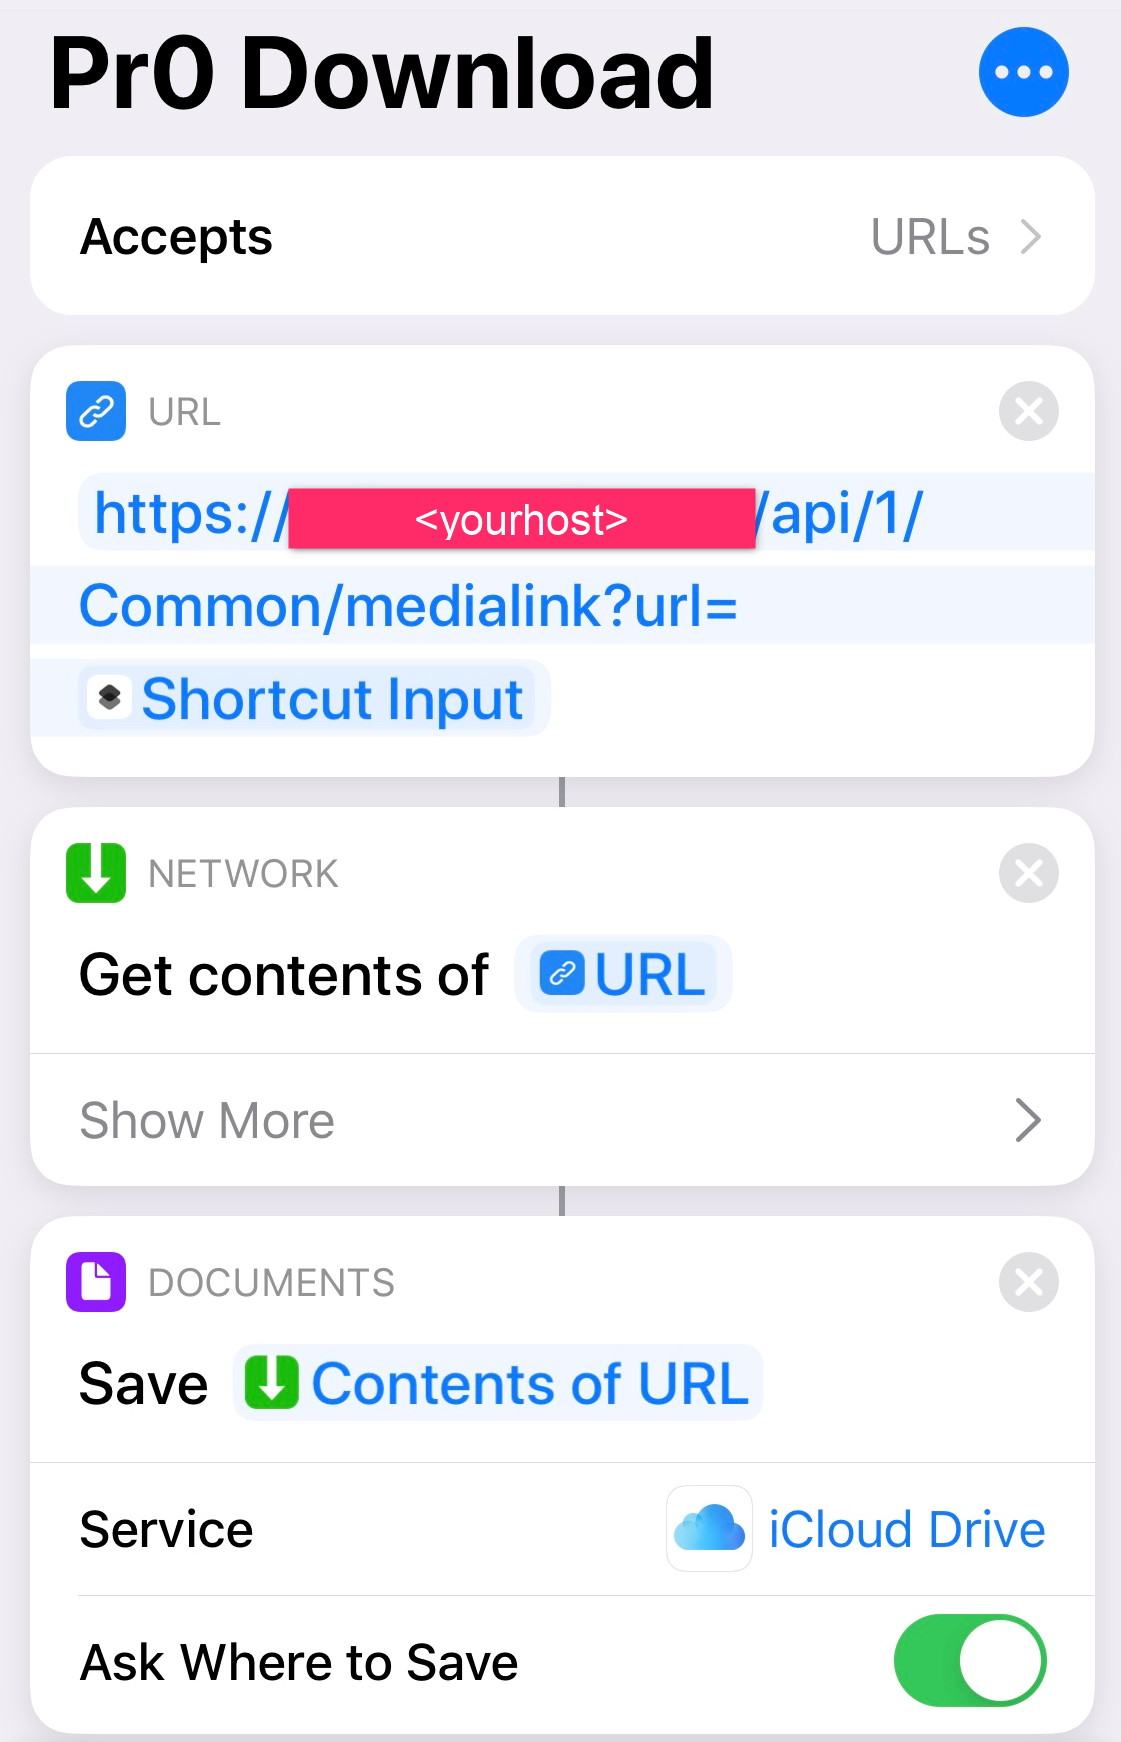 Pr0 Download
Accepts URLs
URL
https://<yourhost>/api/1/
Common/medialink?url=
Shortcut Input
NETWORK
Get contents of URL
Show More
DOCUMENTS
Save Contents of URL
Service iCloud Drive
Ask Where to Save